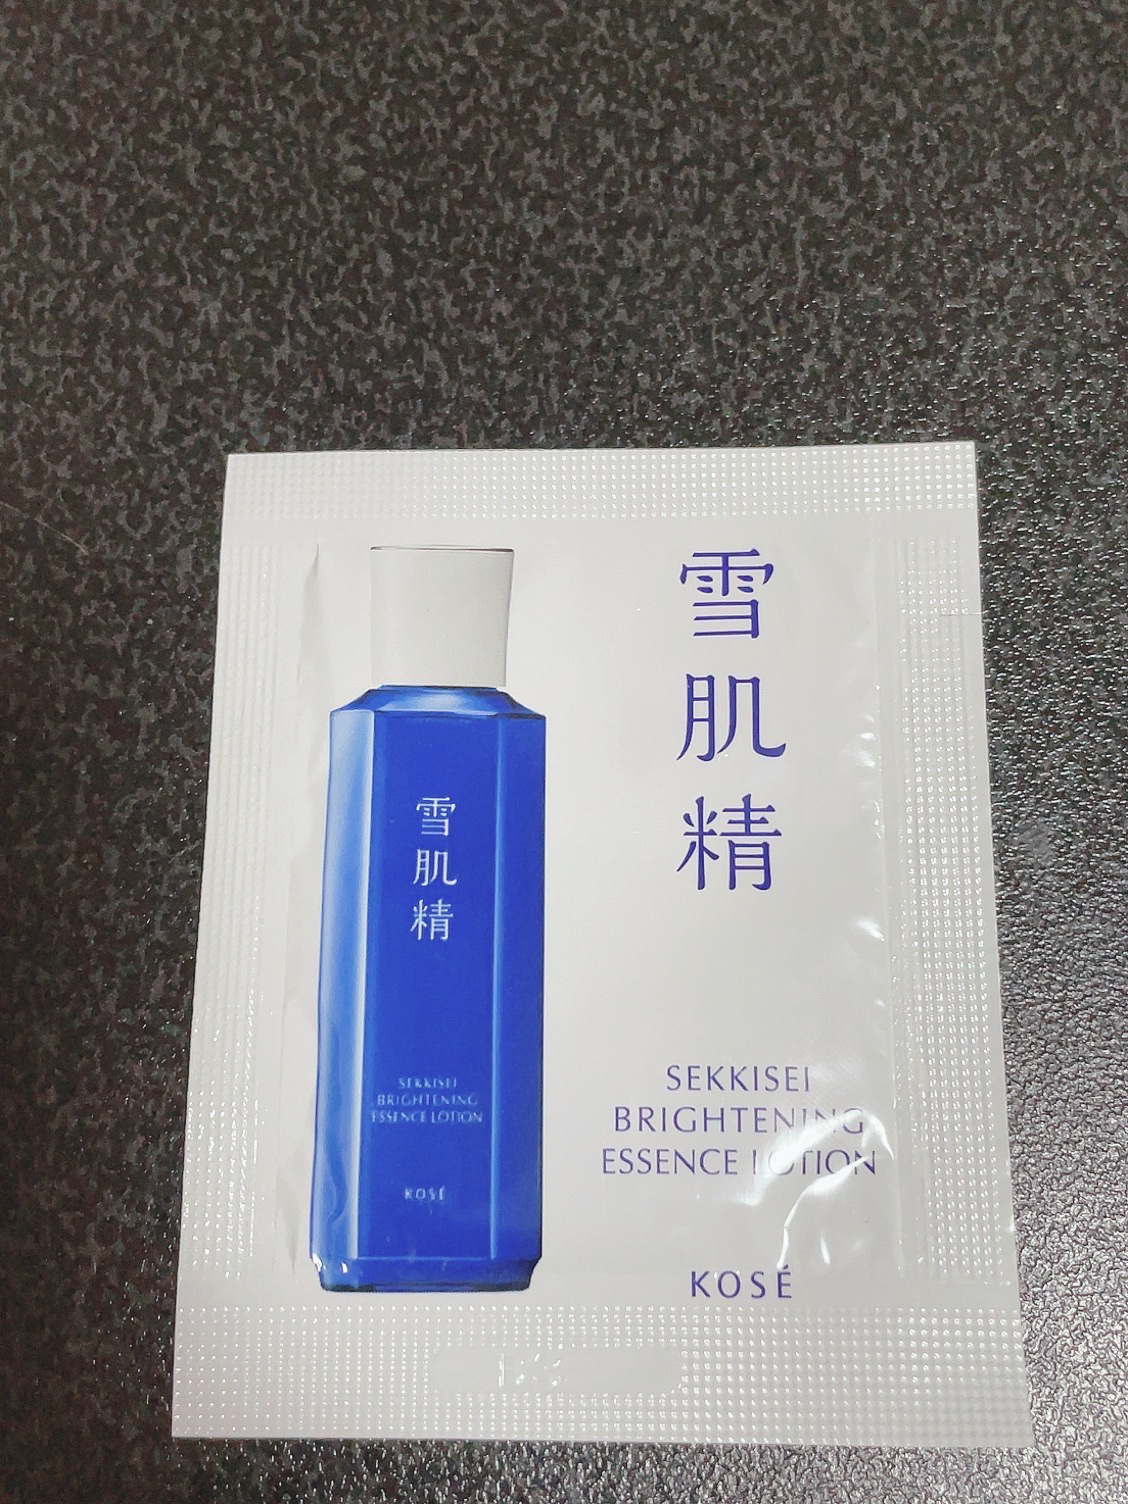 雪肌精
SEKKISEI
BRIGHTENING
ESSENCE LOTION
KOSÉ
雪肌精
SEKKISEI
BRIGHTENING
ESSENCE LOTION
KOSÉ